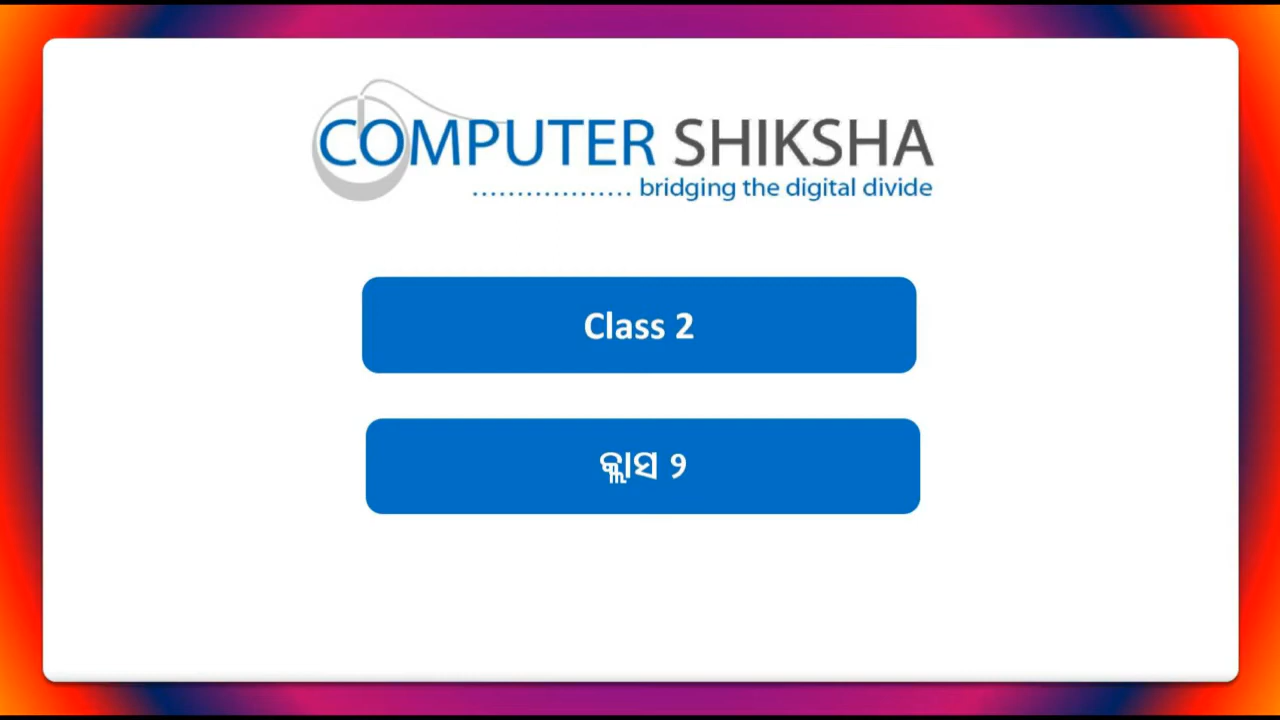 COMPUTER SHIKSHA
.................. bridging the digital divide
Class 2
କ୍ଲାସ ୨